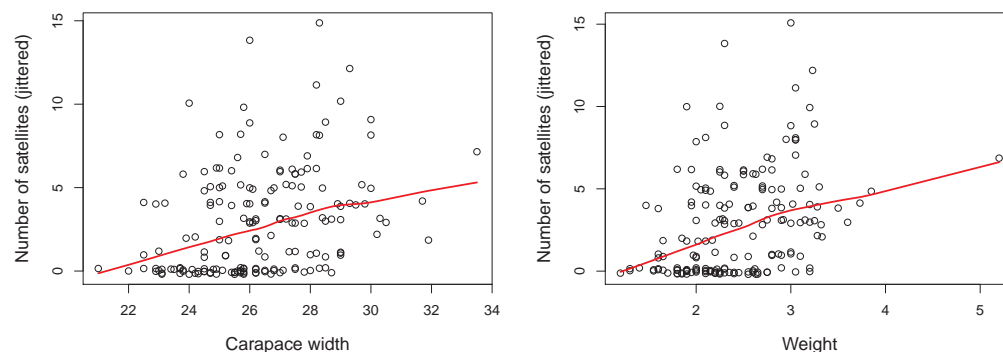 Number of satellites (jittered)
15
10
5
0
22 24 26 28 30 32 34
Carapace width
Number of satellites (jittered)
15
10
5
0
2 3 4 5
Weight